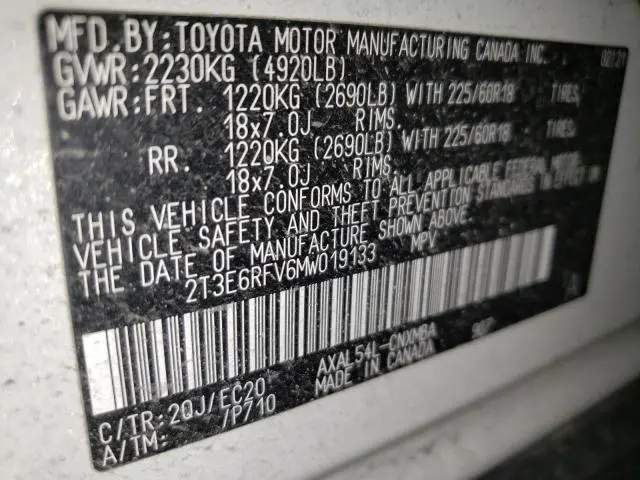 MFD. BY: TOYOTA MOTOR MANUFACTURING CANADA INC.
GVWR: 2230KG (4920LB)
GAWR: FRT. 1220KG (2690LB) WITH 225/60R18 TIRES,
18x7.0J RIMS.
RR. 1220KG (2690LB) WITH 225/60R18 TIRES,
18x7.0J RIMS.
THIS VEHICLE CONFORMS TO ALL APPLICABLE FEDERAL MOTOR
VEHICLE SAFETY AND THEFT PREVENTION STANDARDS IN EFFECT ON
THE DATE OF MANUFACTURE SHOWN ABOVE.
2T3E6RFV6MW019133 MPV
C/TR: 2QJ/EC20 AXAL54L-CNXMBA
A/TM: /P710 MADE IN CANADA